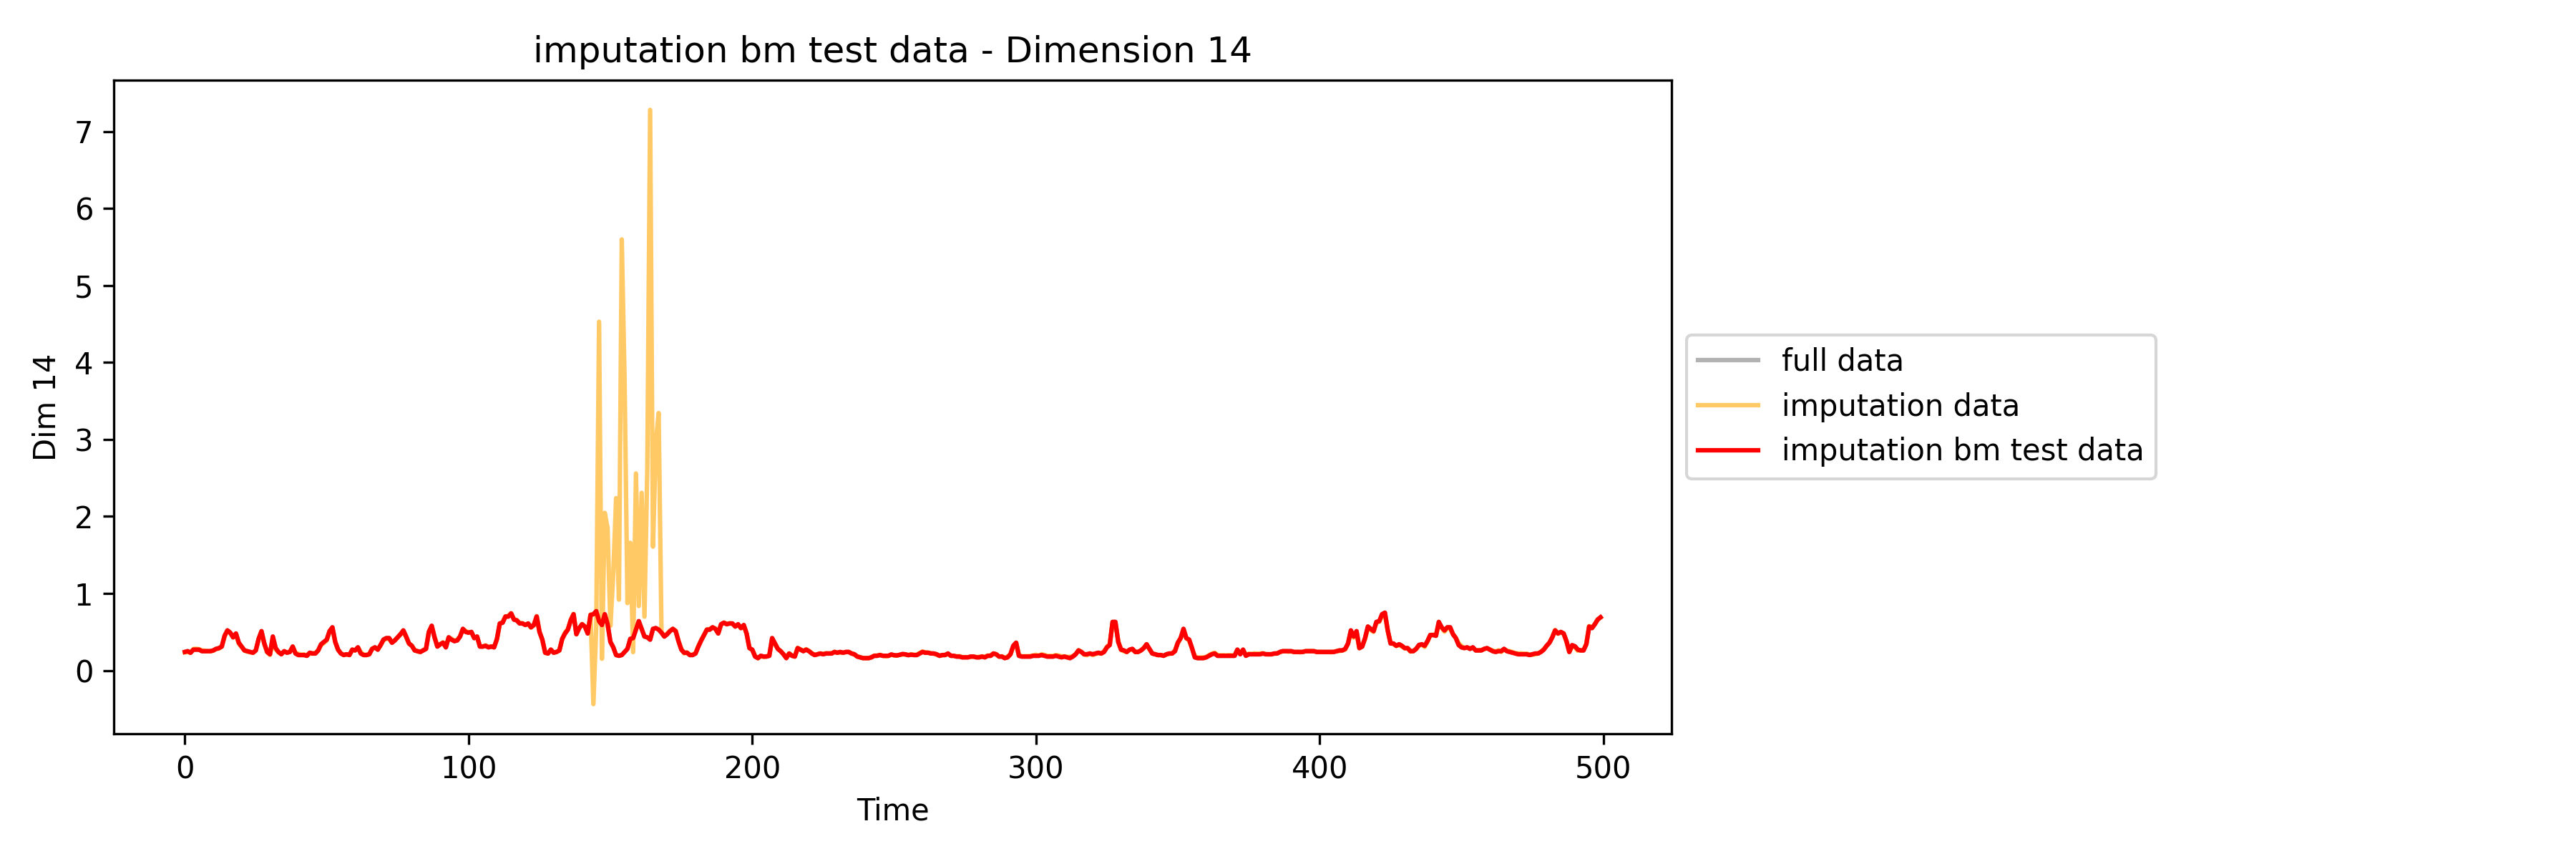 imputation bm test data - Dimension 14
7
6
5
4
3
2
1
0
Dim 14
0 100 200 300 400 500
Time
full data
imputation data
imputation bm test data